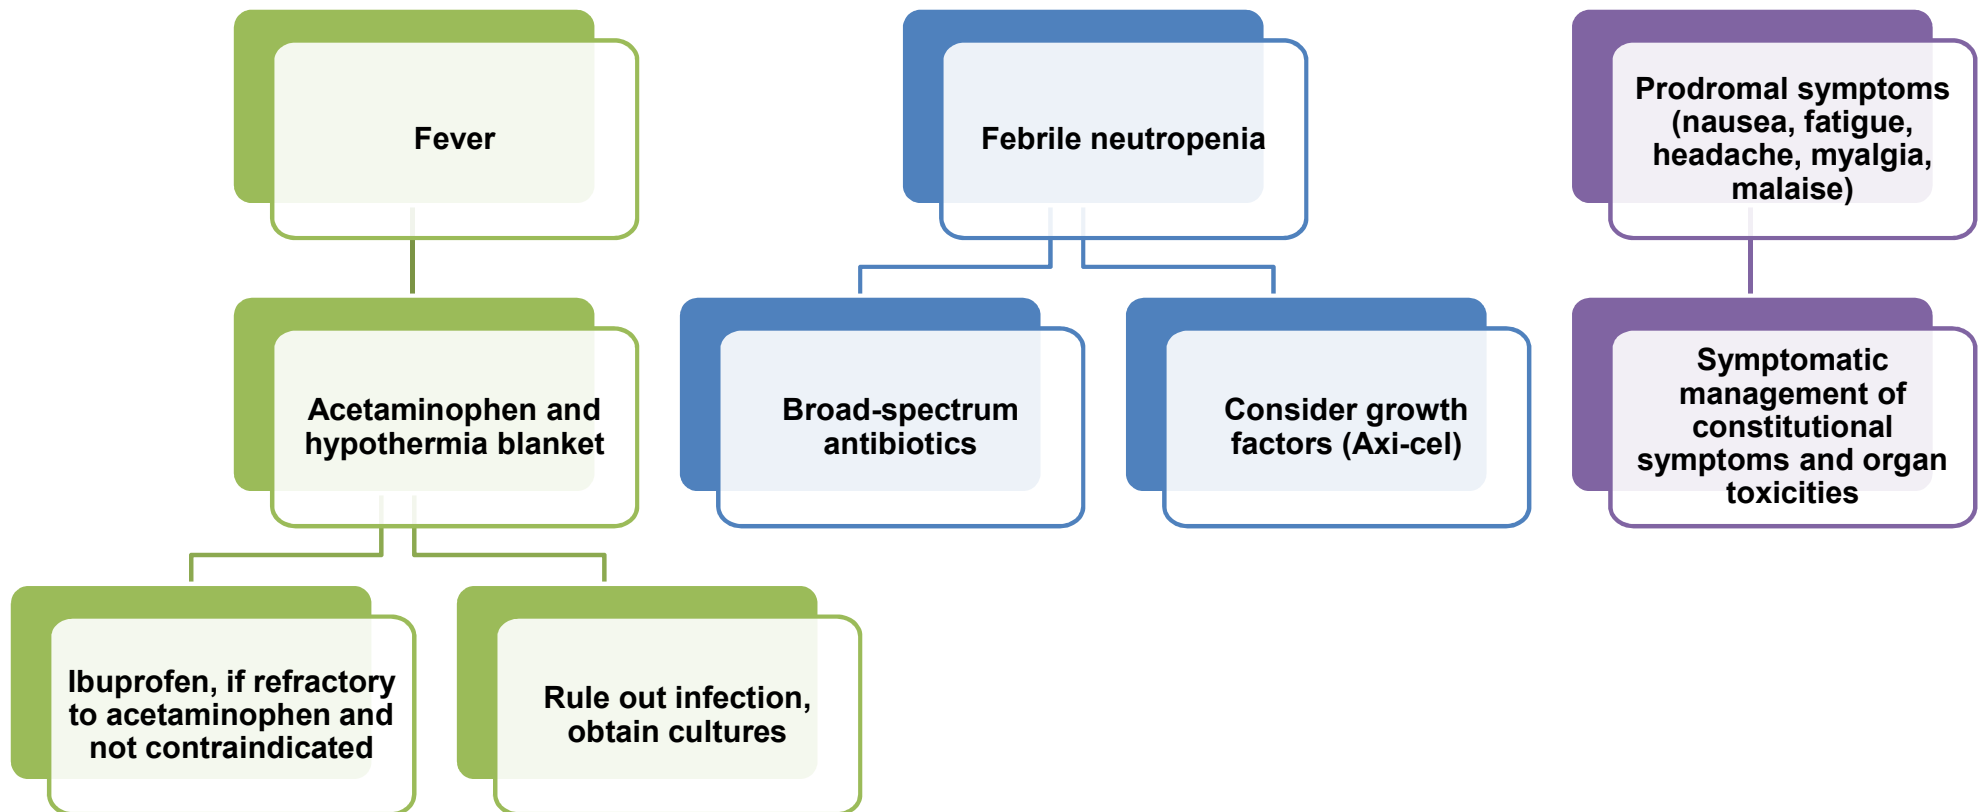 Fever
Febrile neutropenia
Prodromal symptoms
(nausea, fatigue,
headache, myalgia,
malaise)
Acetaminophen and
hypothermia blanket
Broad-spectrum
antibiotics
Consider growth
factors (Axi-cel)
Symptomatic
management of
constitutional
symptoms and organ
toxicities
Ibuprofen, if refractory
to acetaminophen and
not contraindicated
Rule out infection,
obtain cultures